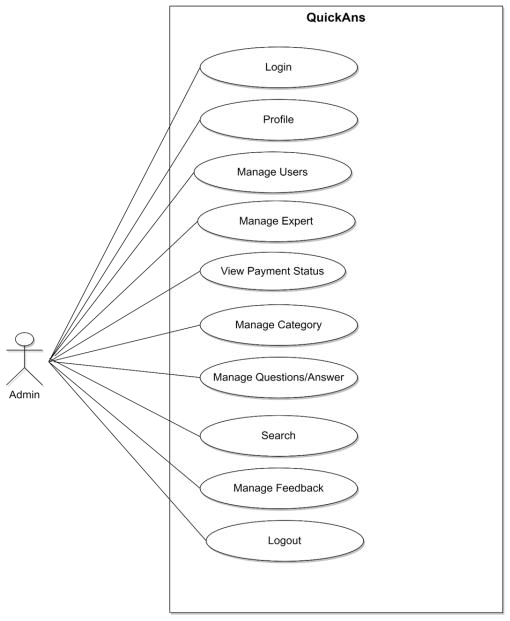 QuickAns
Login
Profile
Manage Users
Manage Expert
View Payment Status
Manage Category
Manage Questions/Answer
Admin
Search
Manage Feedback
Logout